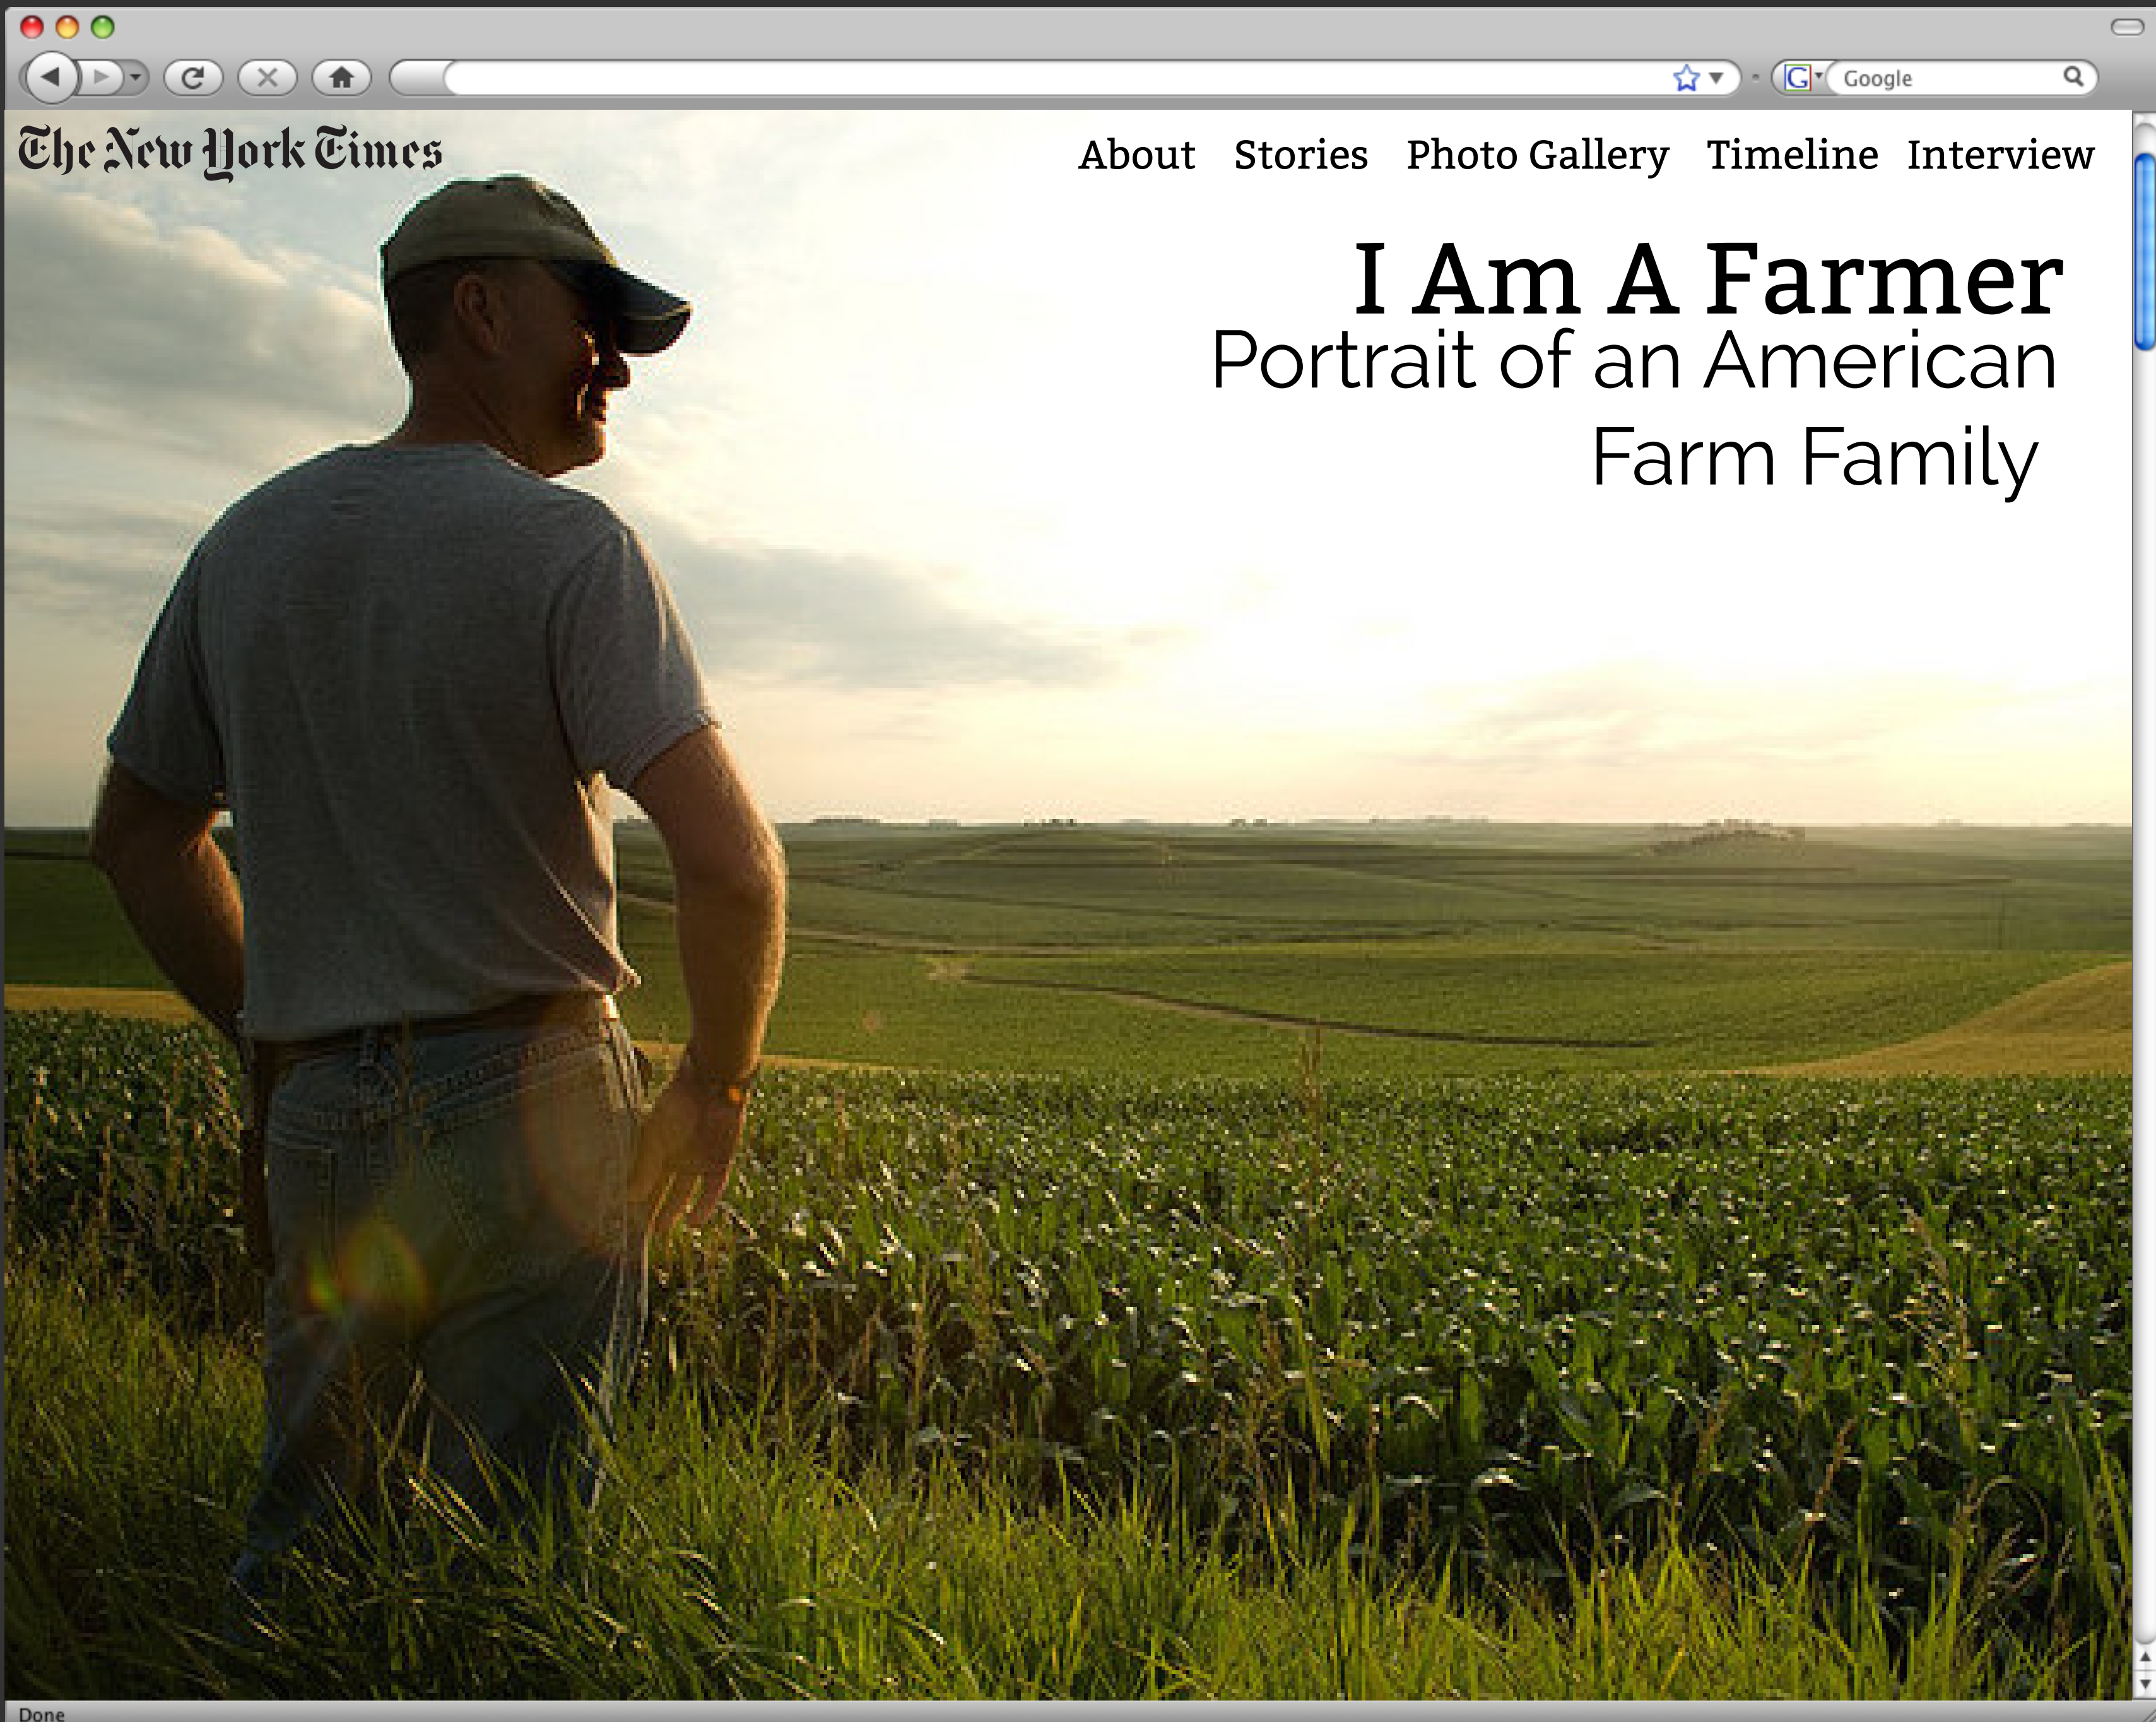 Google
The New York Times
About Stories Photo Gallery Timeline Interview
I Am A Farmer
Portrait of an American
Farm Family
Done